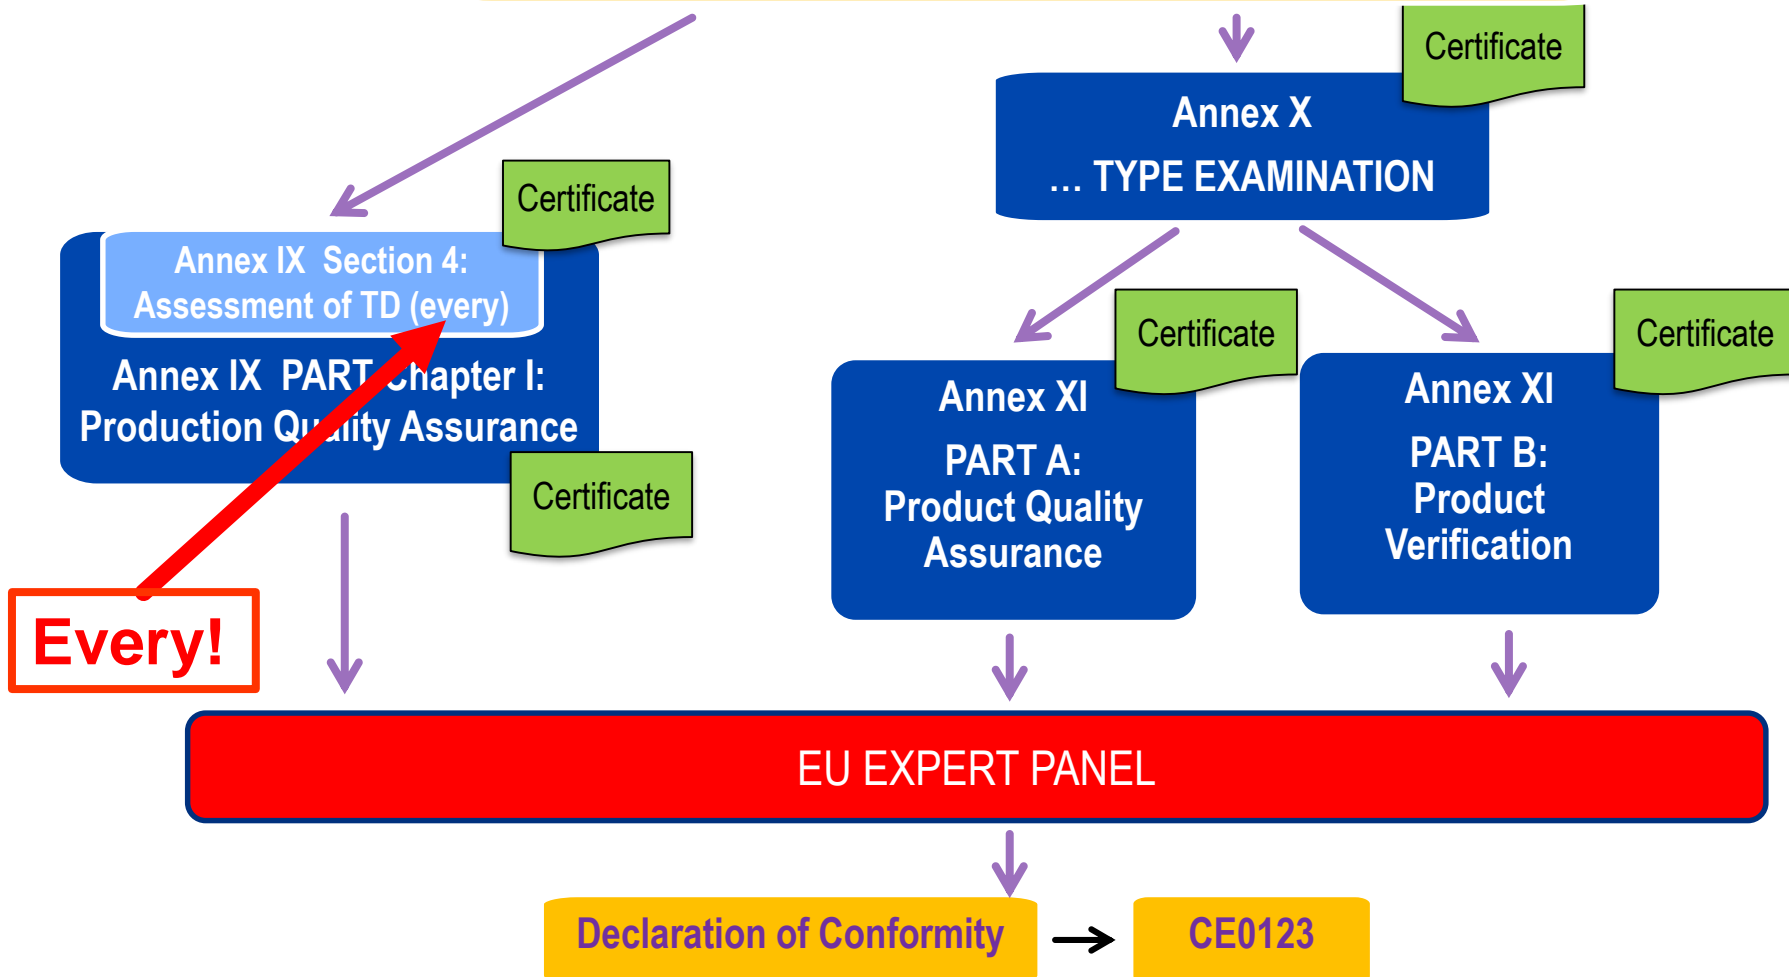 Certificate
Annex X
... TYPE EXAMINATION
Certificate
Annex IX  Section 4:
Assessment of TD (every)
Annex IX  PART Chapter I:
Production Quality Assurance
Certificate
Every!
Certificate
Annex XI
PART A:
Product Quality
Assurance
Certificate
Annex XI
PART B:
Product
Verification
EU EXPERT PANEL
Declaration of Conformity
CE0123